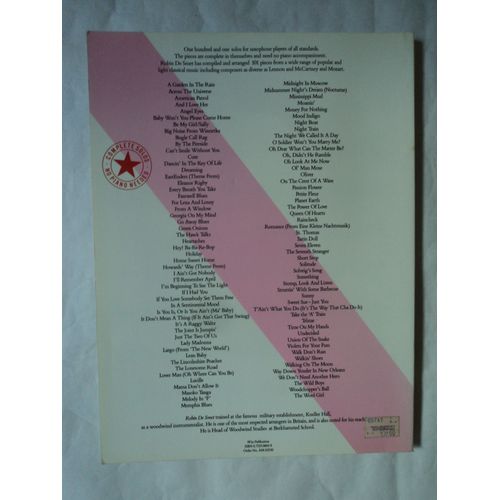 One hundred and one solos for saxophone players of all standards.
The pieces are complete in themselves and need no piano accompaniment.
Robin De Smet has compiled and arranged 101 pieces from a wide range of popular and
light classical music including composers as diverse as Lennon and McCartney and Mozart.
A Garden In The Rain
Across The Universe
American Patrol
And I Love Her
Angel Eyes
Baby Won't You Please Come Home
Be My Girl-Sally
Big Noise From Winnetka
Bugle Call Rag
By The Fireside
Can't Smile Without You
Cute
Dancin' In The Key Of Life
Dreaming
EastEnders (Theme From)
Eleanor Rigby
Every Breath You Take
Farewell Blues
For Lena and Lenny
From A Window
Georgia On My Mind
Go Away Blues
Green Onions
The Hawk Talks
Heartaches
Hey! Ba-Ba-Re-Bop
Holiday
Home Sweet Home
Howards' Way (Theme From)
I Ain't Got Nobody
I'll Remember April
I'm Beginning To See The Light
If I Had You
If You Love Somebody Set Them Free
In A Sentimental Mood
Is You Is, Or Is You Ain't (Ma' Baby)
It Don't Mean A Thing (If It Ain't Got That Swing)
It's A Raggy Waltz
The Joint Is Jumpin'
Just The Two Of Us
Lady Madonna
Largo (From 'The New World')
Lean Baby
The Lincolnshire Poacher
The Lonesome Road
Lover Man (Oh Where Can You Be)
Lucille
Mama Don't Allow It
Masoko Tanga
Melody In 'F'
Memphis Blues
Midnight In Moscow
Midsummer Night's Dream (Nocturne)
Mississippi Mud
Moanin'
Money For Nothing
Mood Indigo
Night Boat
Night Train
The Night We Called It A Day
O Soldier Won't You Marry Me?
Oh Dear What Can The Matter Be?
Oh, Didn't He Ramble
Oh Look At Me Now
Ol' Man Mose
Oliver
On The Crest Of A Wave
Passion Flower
Petite Fleur
Planet Earth
The Power Of Love
Queen Of Hearts
Raincheck
Romance (From Eine Kleine Nachtmusik)
St. Thomas
Satin Doll
Seven Eleven
The Seventh Stranger
Short Stop
Solitude
Solveig's Song
Something
Stomp, Look And Listen
Struttin' With Some Barbecue
Sunny
Sweet Sue - Just You
T'Ain't What You Do (It's The Way That Cha Do It)
Take the 'A' Train
Tristar
Time On My Hands
Undecided
Union Of The Snake
Violets For Your Furs
Walk Don't Run
Walkin' Shoes
Walking On The Moon
Way Down Yonder In New Orleans
We Don't Need Another Hero
The Wild Boys
Woodchopper's Ball
The Worst Girl
COMPLETE SOLOS
NO PIANO NEEDED
Robin De Smet trained at the famous military establishment, Kneller Hall,
as a woodwind instrumentalist. He is one of the most respected arrangers in Britain, and is also noted for his teaching.
He is Head of Woodwind Studies at Berkhamsted School.
Wise Publications